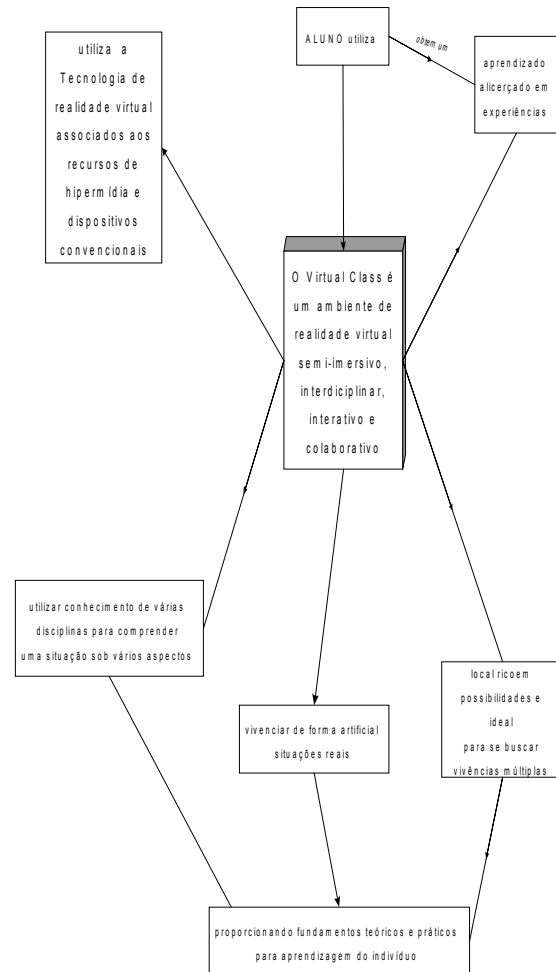 ALUNO utiliza
obtem um
aprendizado
alicerçado em
experiências
utiliza a
Tecnologia de
realidade virtual
associados aos
recursos de
hipermídia e
dispositivos
convencionais
O Virtual Class é
um ambiente de
realidade virtual
semi-imersivo,
interdiciplinar,
interativo e
colaborativo
utilizar conhecimento de várias
disciplinas para comprender
uma situação sob vários aspectos
vivenciar de forma artificial
situações reais
local ricoem
possibilidades e
ideal
para se buscar
vivências múltiplas
proporcionando fundamentos teóricos e práticos
para aprendizagem do indivíduo